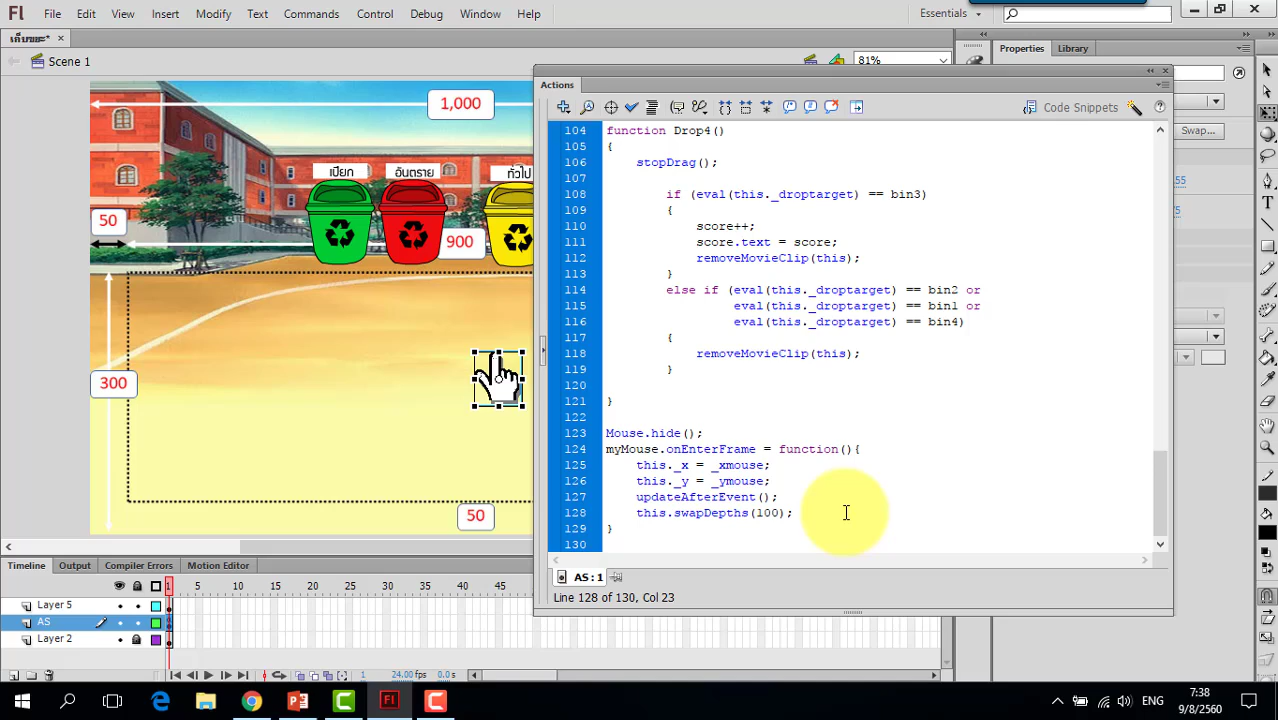 Fl File Edit View Insert Modify Text Commands Control Debug Window Help Essentials
เก็บขยะ* ×
Scene 1 81%
Properties Library
Actions
Code Snippets
Swap...
1,000
เปียก อันตราย ทั่วไป
50
900
300
50
55
5
104 function Drop4()
105 {
106 stopDrag();
107
108 if (eval(this._droptarget) == bin3)
109 {
110 score++;
111 score.text = score;
112 removeMovieClip(this);
113 }
114 else if (eval(this._droptarget) == bin2 or
115 eval(this._droptarget) == bin1 or
116 eval(this._droptarget) == bin4)
117 {
118 removeMovieClip(this);
119 }
120
121 }
122
123 Mouse.hide();
124 myMouse.onEnterFrame = function(){
125 this._x = _xmouse;
126 this._y = _ymouse;
127 updateAfterEvent();
128 this.swapDepths(100);
129 }
130
AS : 1
Line 128 of 130, Col 23
Timeline Output Compiler Errors Motion Editor
1 5 10 15 20 25 30 35 40 45
Layer 5
AS
Layer 2
1 24.00 fps 0.0 s
ENG
7:38
9/8/2560